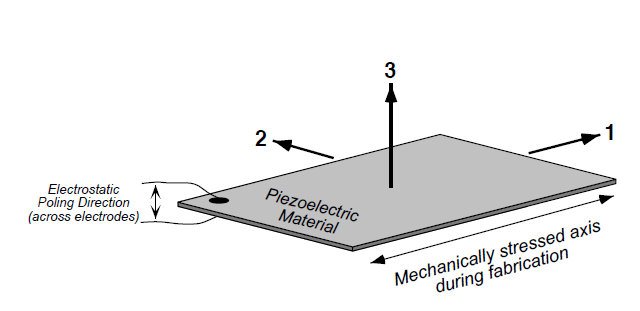 3
2
1
Electrostatic
Poling Direction
(across electrodes)
Piezoelectric
Material
Mechanically stressed axis
during fabrication